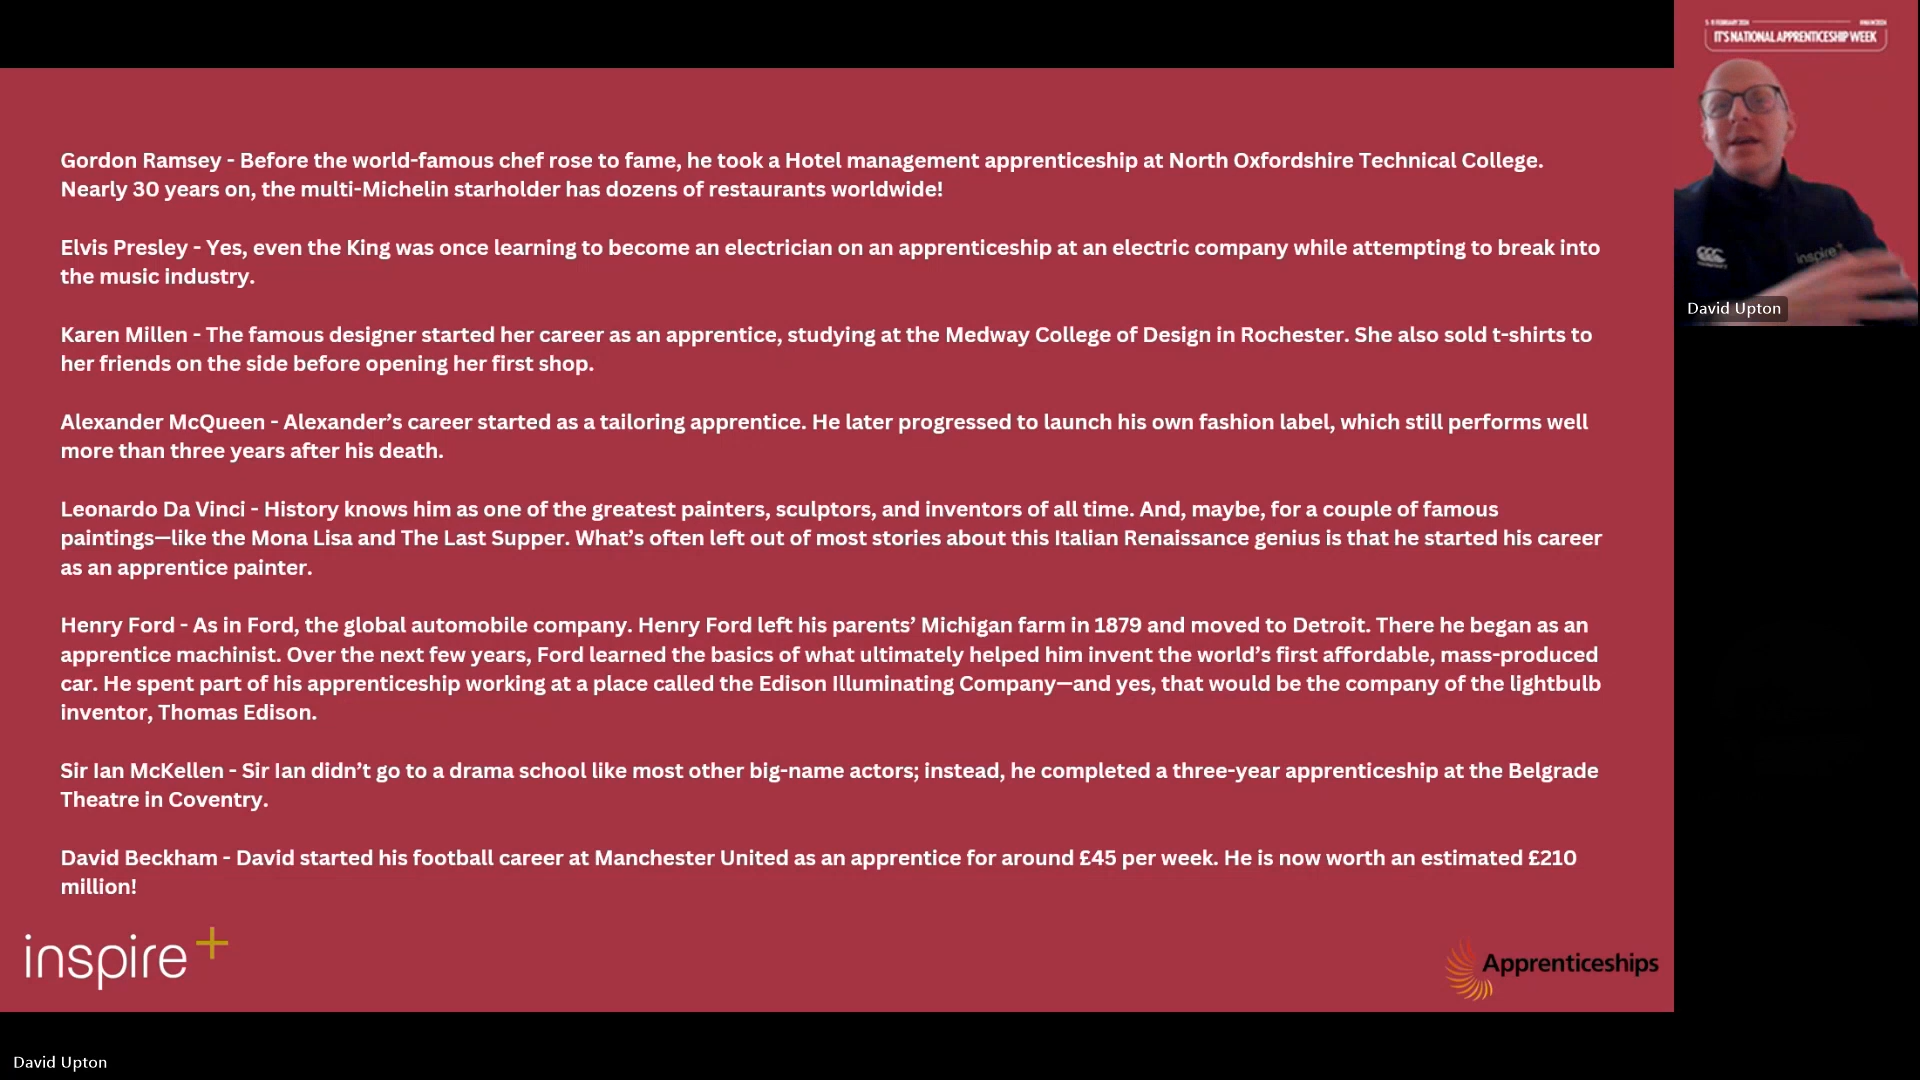 5-11 FEBRUARY 2024
#NAW2024
IT'S NATIONAL APPRENTICESHIP WEEK
Gordon Ramsey - Before the world-famous chef rose to fame, he took a Hotel management apprenticeship at North Oxfordshire Technical College.
Nearly 30 years on, the multi-Michelin starholder has dozens of restaurants worldwide!
Elvis Presley - Yes, even the King was once learning to become an electrician on an apprenticeship at an electric company while attempting to break into
the music industry.
Karen Millen - The famous designer started her career as an apprentice, studying at the Medway College of Design in Rochester. She also sold t-shirts to
her friends on the side before opening her first shop.
Alexander McQueen - Alexander’s career started as a tailoring apprentice. He later progressed to launch his own fashion label, which still performs well
more than three years after his death.
Leonardo Da Vinci - History knows him as one of the greatest painters, sculptors, and inventors of all time. And, maybe, for a couple of famous
paintings—like the Mona Lisa and The Last Supper. What’s often left out of most stories about this Italian Renaissance genius is that he started his career
as an apprentice painter.
Henry Ford - As in Ford, the global automobile company. Henry Ford left his parents’ Michigan farm in 1879 and moved to Detroit. There he began as an
apprentice machinist. Over the next few years, Ford learned the basics of what ultimately helped him invent the world’s first affordable, mass-produced
car. He spent part of his apprenticeship working at a place called the Edison Illuminating Company—and yes, that would be the company of the lightbulb
inventor, Thomas Edison.
Sir Ian McKellen - Sir Ian didn’t go to a drama school like most other big-name actors; instead, he completed a three-year apprenticeship at the Belgrade
Theatre in Coventry.
David Beckham - David started his football career at Manchester United as an apprentice for around £45 per week. He is now worth an estimated £210
million!
inspire+
Apprenticeships
inspire+
David Upton
David Upton